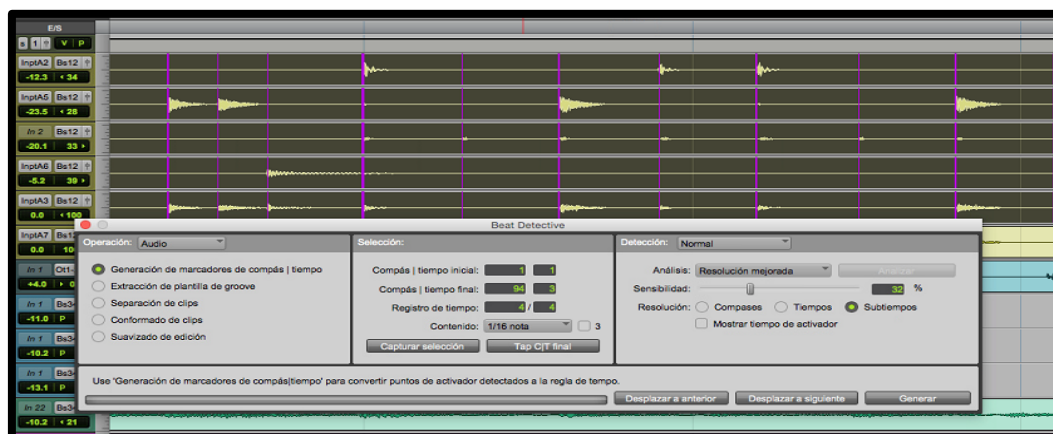 E/S
s 1 V P
InptA2 Bs12
-12.3 ‹ 34
InptA5 Bs12
-23.5 ‹ 28
In 2 Bs12
-20.1 33 ›
InptA6 Bs12
-5.2 39 ›
InptA3 Bs12
0.0 ‹ 100
InptA7 Bs1
0.0 10
In 1 Ot1-
+4.0 › 0
In 1 Bs3-
-11.0 P
In 1 Bs3-
-10.2 P
In 1 Bs3-
-13.1 P
In 22 Bs3-
-10.2 ‹ 21
Beat Detective
Operación: Audio
Generación de marcadores de compás | tiempo
Extracción de plantilla de groove
Separación de clips
Conformado de clips
Suavizado de edición
Selección:
Compás | tiempo inicial: 1 1
Compás | tiempo final: 94 3
Registro de tiempo: 4 / 4
Contenido: 1/16 nota 3
Capturar selección Tap C|T final
Detección: Normal
Análisis: Resolución mejorada Analizar
Sensibilidad: 32 %
Resolución: Compases Tiempos Subtiempos
Mostrar tiempo de activador
Use 'Generación de marcadores de compás|tiempo' para convertir puntos de activador detectados a la regla de tempo.
Desplazar a anterior Desplazar a siguiente Generar